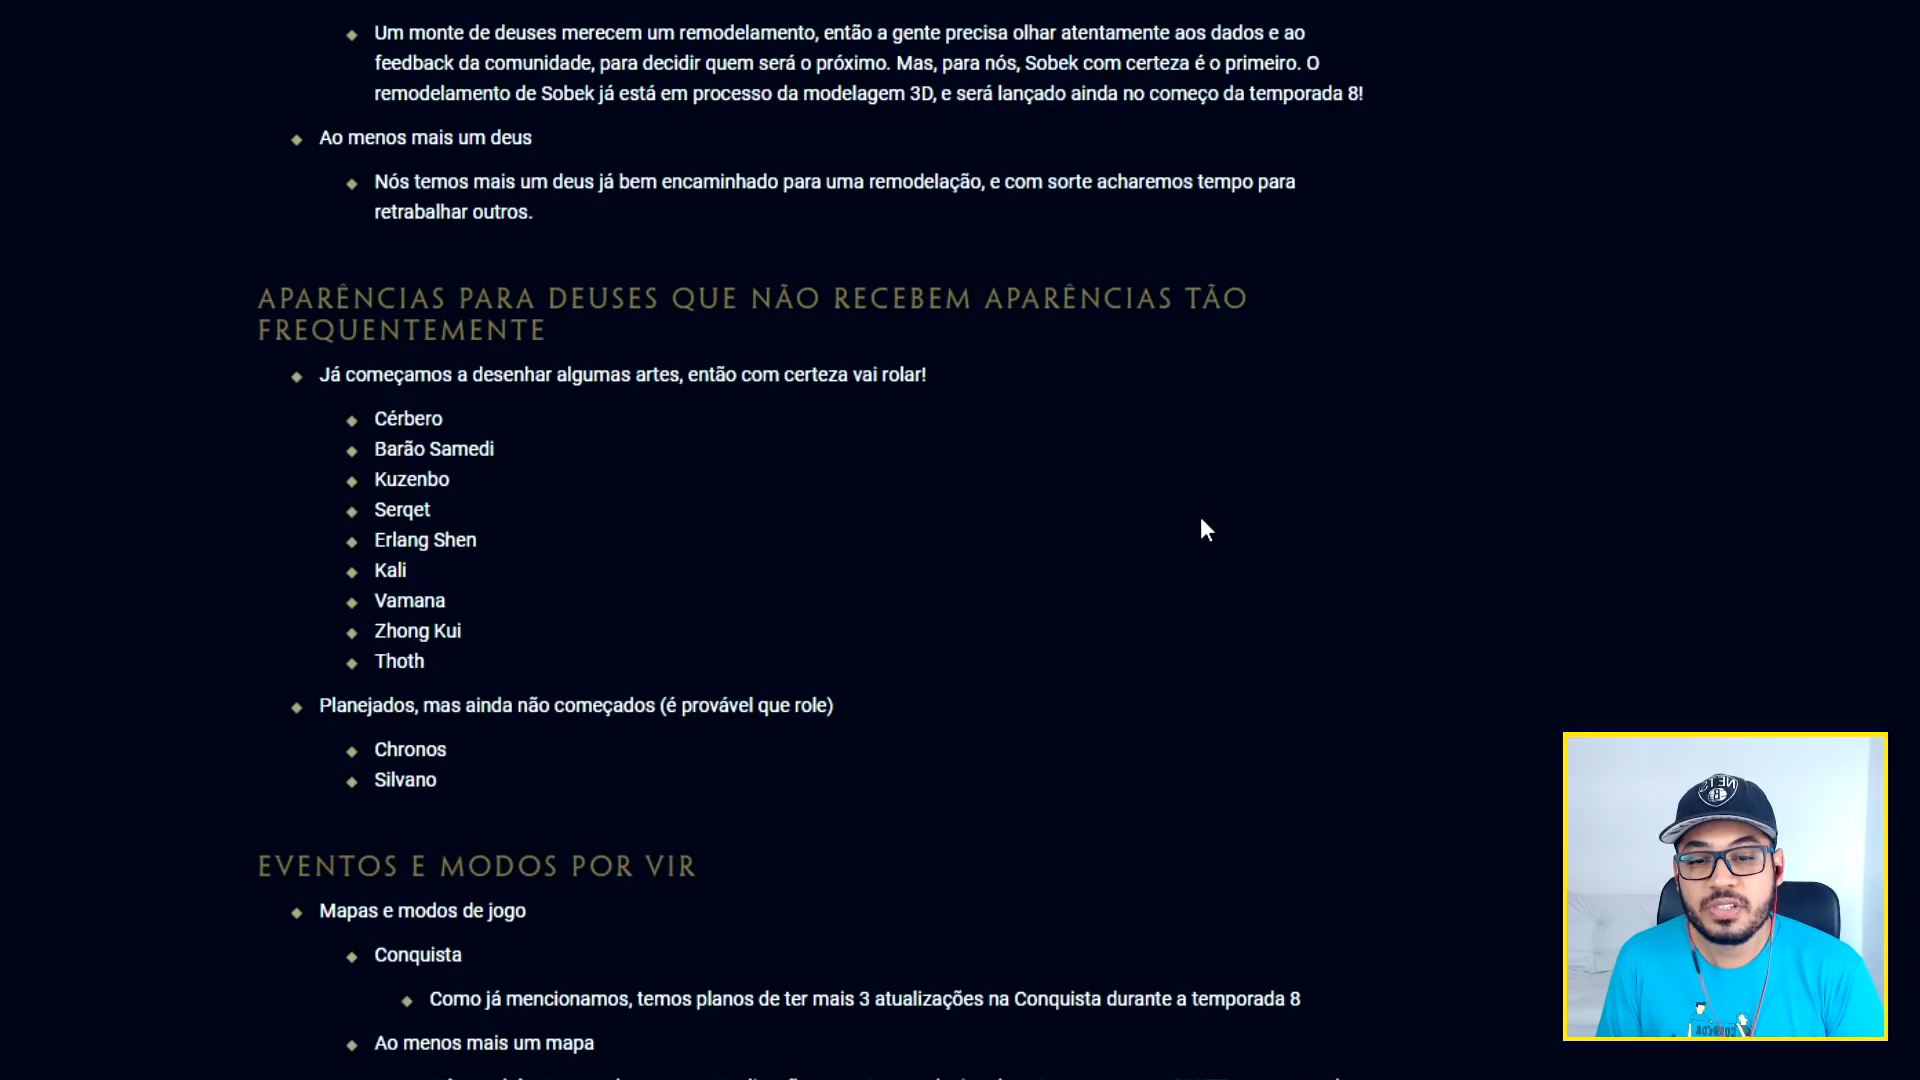 Um monte de deuses merecem um remodelamento, então a gente precisa olhar atentamente aos dados e ao
feedback da comunidade, para decidir quem será o próximo. Mas, para nós, Sobek com certeza é o primeiro. O
remodelamento de Sobek já está em processo da modelagem 3D, e será lançado ainda no começo da temporada 8!
Ao menos mais um deus
Nós temos mais um deus já bem encaminhado para uma remodelação, e com sorte acharemos tempo para
retrabalhar outros.
APARÊNCIAS PARA DEUSES QUE NÃO RECEBEM APARÊNCIAS TÃO
FREQUENTEMENTE
Já começamos a desenhar algumas artes, então com certeza vai rolar!
Cérbero
Barão Samedi
Kuzenbo
Serqet
Erlang Shen
Kali
Vamana
Zhong Kui
Thoth
Planejados, mas ainda não começados (é provável que role)
Chronos
Silvano
EVENTOS E MODOS POR VIR
Mapas e modos de jogo
Conquista
Como já mencionamos, temos planos de ter mais 3 atualizações na Conquista durante a temporada 8
Ao menos mais um mapa
NETS